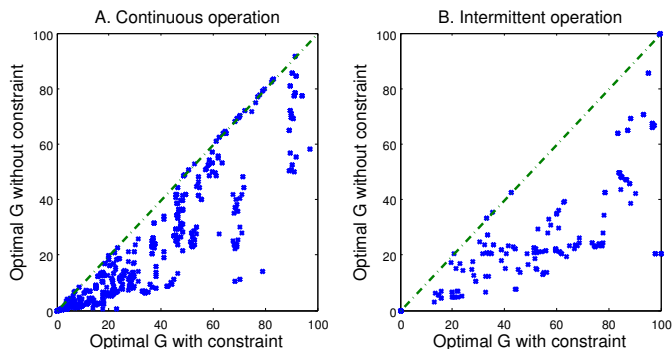 A. Continuous operation
100
80
60
40
20
0
0 20 40 60 80 100
Optimal G without constraint
Optimal G with constraint
B. Intermittent operation
100
80
60
40
20
0
0 20 40 60 80 100
Optimal G without constraint
Optimal G with constraint